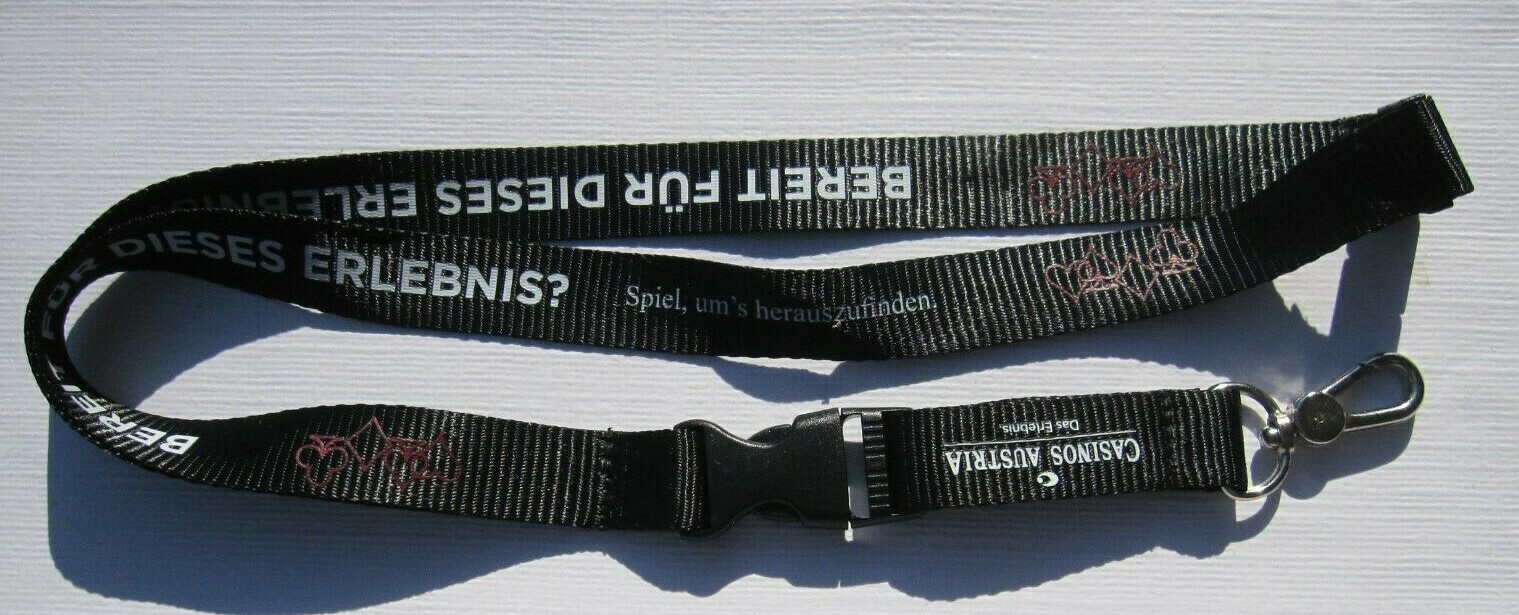 BEREIT FÜR DIESES ERLEBNIS
BEREIT FÜR DIESES ERLEBNIS?
Spiel, um's herauszufinden.
CASINOS AUSTRIA
Das Erlebnis.